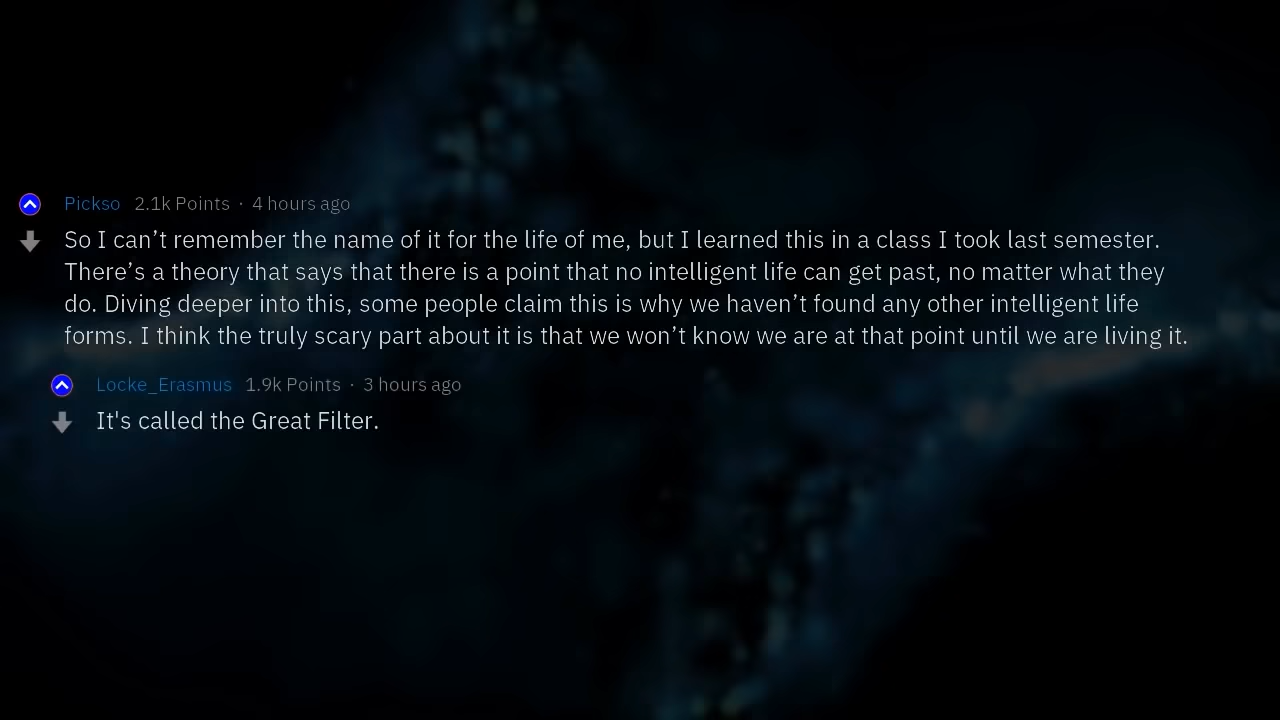 Pickso 2.1k Points · 4 hours ago
So I can’t remember the name of it for the life of me, but I learned this in a class I took last semester.
There’s a theory that says that there is a point that no intelligent life can get past, no matter what they
do. Diving deeper into this, some people claim this is why we haven’t found any other intelligent life
forms. I think the truly scary part about it is that we won’t know we are at that point until we are living it.
Locke_Erasmus 1.9k Points · 3 hours ago
It's called the Great Filter.